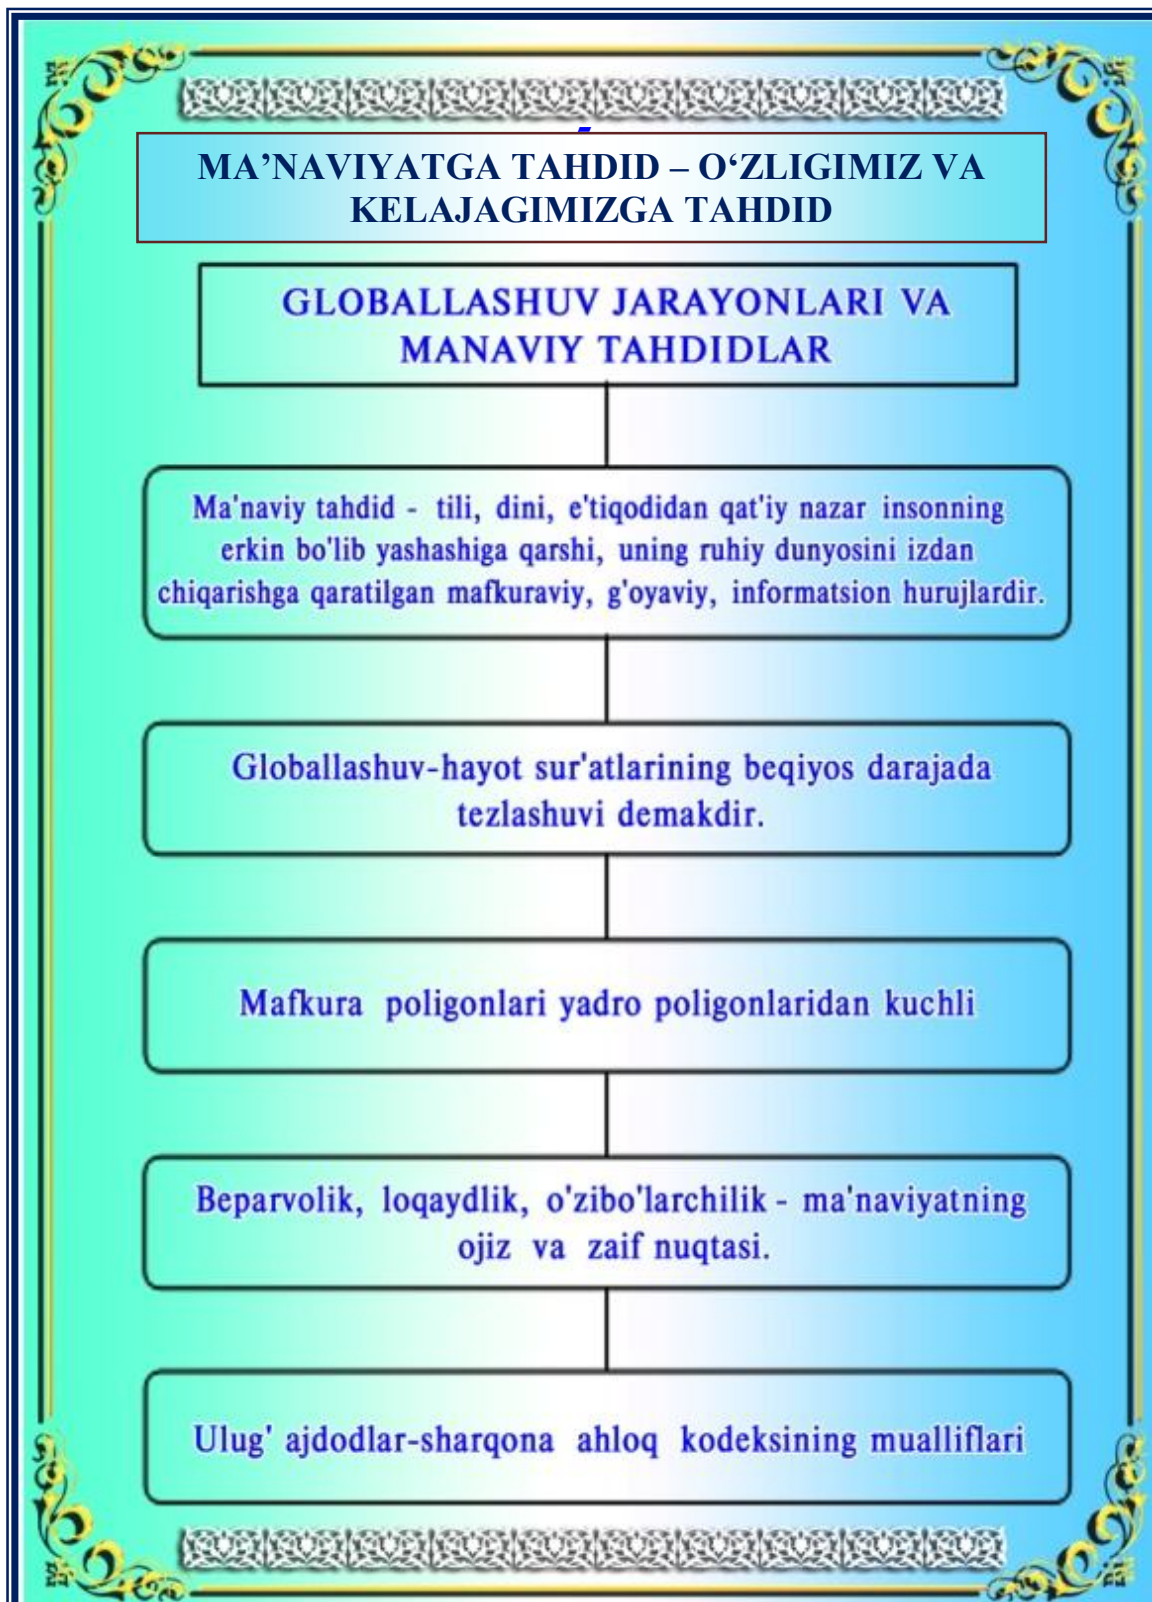 MA’NAVIYATGA TAHDID – O‘ZLIGIMIZ VA
KELAJAGIMIZGA TAHDID
GLOBALLASHUV JARAYONLARI VA
MANAVIY TAHDIDLAR
Ma'naviy tahdid - tili, dini, e'tiqodidan qat'iy nazar insonning
erkin bo'lib yashashiga qarshi, uning ruhiy dunyosini izdan
chiqarishga qaratilgan mafkuraviy, g'oyaviy, informatsion hurujlardir.
Globallashuv-hayot sur'atlarining beqiyos darajada
tezlashuvi demakdir.
Mafkura poligonlari yadro poligonlaridan kuchli
Beparvolik, loqaydlik, o'zibo'larchilik - ma'naviyatning
ojiz va zaif nuqtasi.
Ulug' ajdodlar-sharqona ahloq kodeksining mualliflari